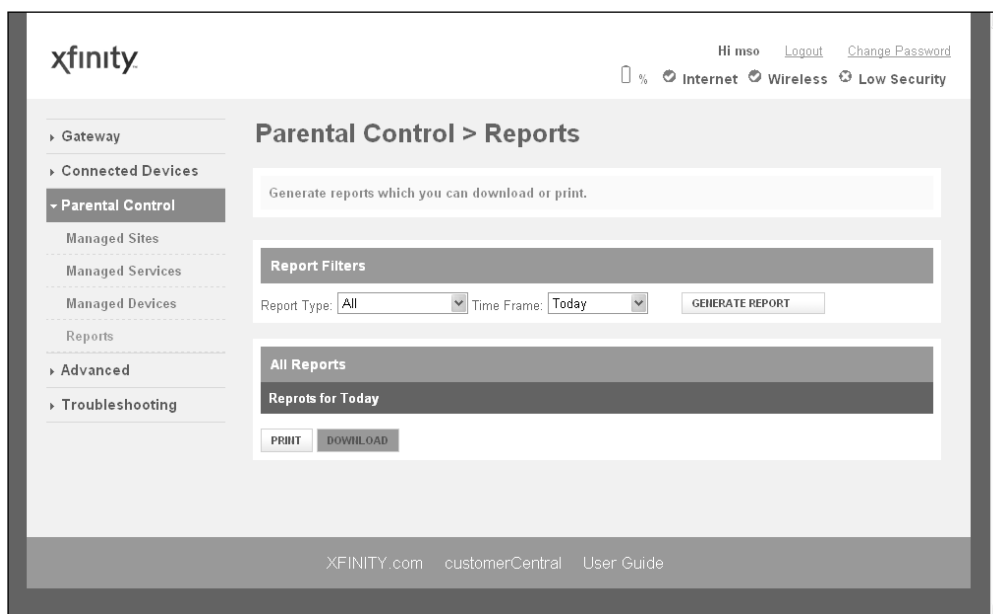 xfinity
Hi mso Logout Change Password
% Internet Wireless Low Security
Gateway
Connected Devices
Parental Control
Managed Sites
Managed Services
Managed Devices
Reports
Advanced
Troubleshooting
Parental Control > Reports
Generate reports which you can download or print.
Report Filters
Report Type: All Time Frame: Today GENERATE REPORT
All Reports
Reprots for Today
PRINT DOWNLOAD
XFINITY.com customerCentral User Guide